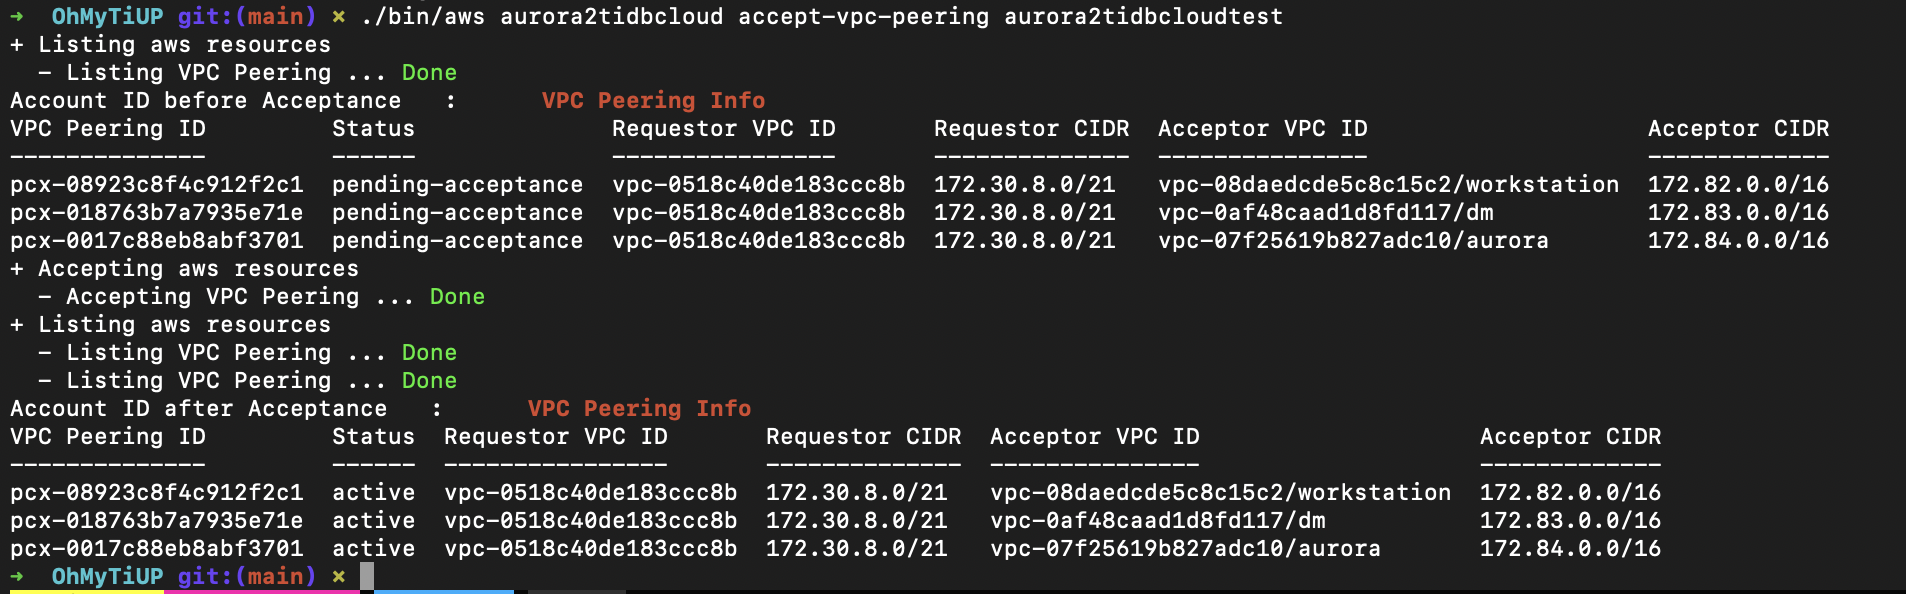 ➜  OhMyTiUP git:(main) ✗ ./bin/aws aurora2tidbcloud accept-vpc-peering aurora2tidbcloudtest
+ Listing aws resources
  - Listing VPC Peering ... Done
Account ID before Acceptance   :      VPC Peering Info
VPC Peering ID         Status              Requestor VPC ID       Requestor CIDR  Acceptor VPC ID                    Acceptor CIDR
--------------         ------              ----------------       --------------  ---------------                    -------------
pcx-08923c8f4c912f2c1  pending-acceptance  vpc-0518c40de183ccc8b  172.30.8.0/21   vpc-08daedcde5c8c15c2/workstation  172.82.0.0/16
pcx-018763b7a7935e71e  pending-acceptance  vpc-0518c40de183ccc8b  172.30.8.0/21   vpc-0af48caad1d8fd117/dm           172.83.0.0/16
pcx-0017c88eb8abf3701  pending-acceptance  vpc-0518c40de183ccc8b  172.30.8.0/21   vpc-07f25619b827adc10/aurora       172.84.0.0/16
+ Accepting aws resources
  - Accepting VPC Peering ... Done
+ Listing aws resources
  - Listing VPC Peering ... Done
  - Listing VPC Peering ... Done
Account ID after Acceptance   :      VPC Peering Info
VPC Peering ID         Status  Requestor VPC ID       Requestor CIDR  Acceptor VPC ID                    Acceptor CIDR
--------------         ------  ----------------       --------------  ---------------                    -------------
pcx-08923c8f4c912f2c1  active  vpc-0518c40de183ccc8b  172.30.8.0/21   vpc-08daedcde5c8c15c2/workstation  172.82.0.0/16
pcx-018763b7a7935e71e  active  vpc-0518c40de183ccc8b  172.30.8.0/21   vpc-0af48caad1d8fd117/dm           172.83.0.0/16
pcx-0017c88eb8abf3701  active  vpc-0518c40de183ccc8b  172.30.8.0/21   vpc-07f25619b827adc10/aurora       172.84.0.0/16
➜  OhMyTiUP git:(main) ✗